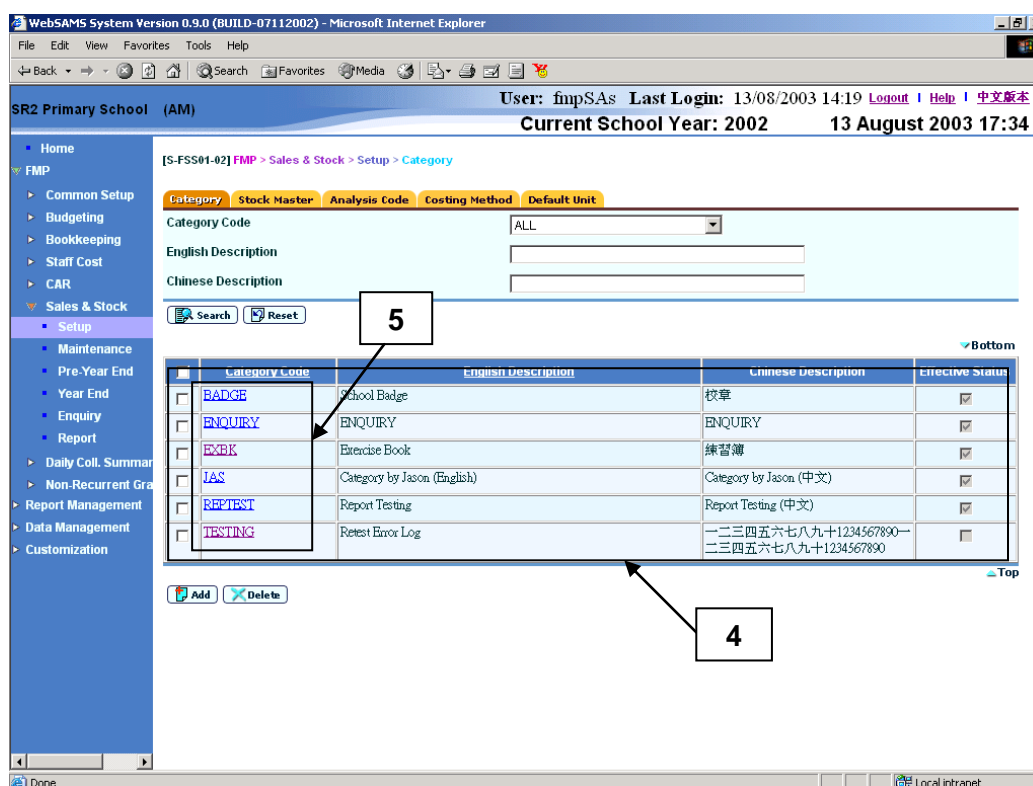 WebSAMS System Version 0.9.0 (BUILD-07112002) - Microsoft Internet Explorer
File Edit View Favorites Tools Help
Back Search Favorites Media
SR2 Primary School (AM)
User: fmpSAs Last Login: 13/08/2003 14:19 Logout | Help | 中文版本
Current School Year: 2002 13 August 2003 17:34
Home
FMP
Common Setup
Budgeting
Bookkeeping
Staff Cost
CAR
Sales & Stock
Setup
Maintenance
Pre-Year End
Year End
Enquiry
Report
Daily Coll. Summar
Non-Recurrent Gra
Report Management
Data Management
Customization
[S-FSS01-02] FMP > Sales & Stock > Setup > Category
Category Stock Master Analysis Code Costing Method Default Unit
Category Code ALL
English Description
Chinese Description
Search Reset
5
Bottom
Category Code English Description Chinese Description Effective Status
BADGE School Badge 校章
ENQUIRY ENQUIRY ENQUIRY
EXBK Exercise Book 練習簿
JAS Category by Jason (English) Category by Jason (中文)
REPTEST Report Testing Report Testing (中文)
TESTING Retest Error Log 一二三四五六七八九十1234567890一
二三四五六七八九十1234567890
Top
Add Delete
4
Done Local intranet